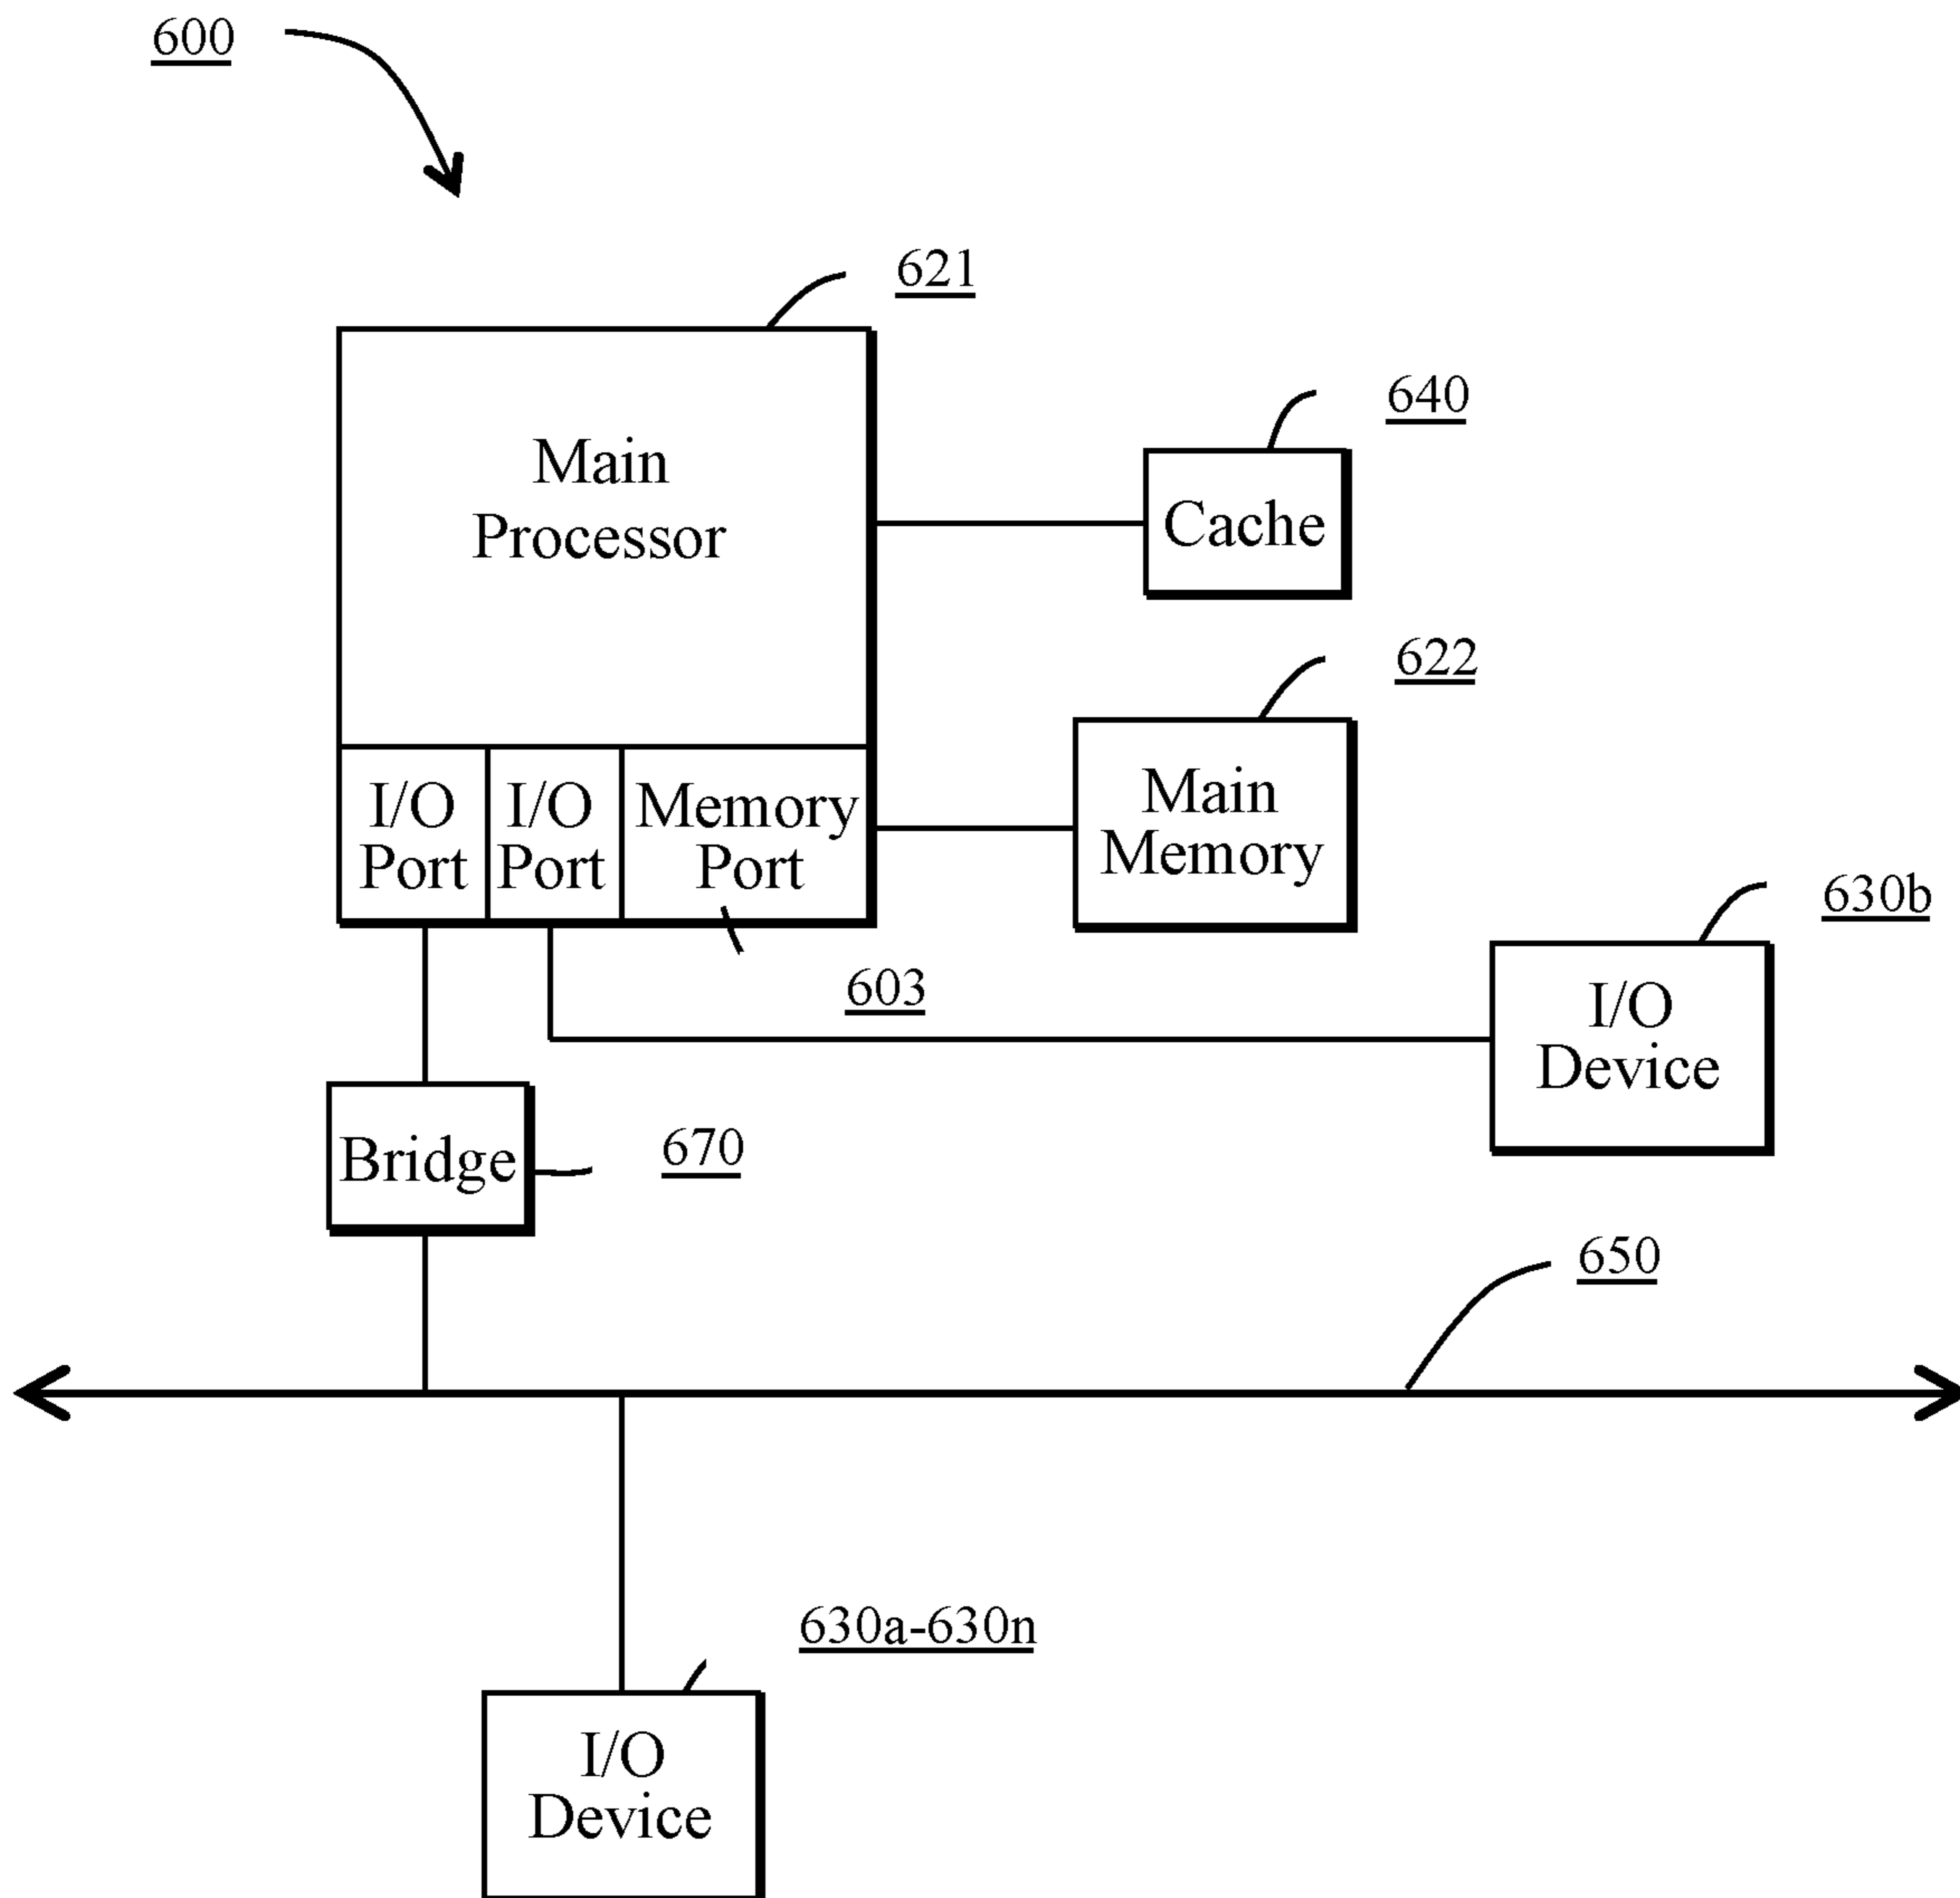 600
621
Main
Processor
640
Cache
622
I/O
Port
I/O
Port
Memory
Port
Main
Memory
630b
603
I/O
Device
Bridge
670
650
630a-630n
I/O
Device